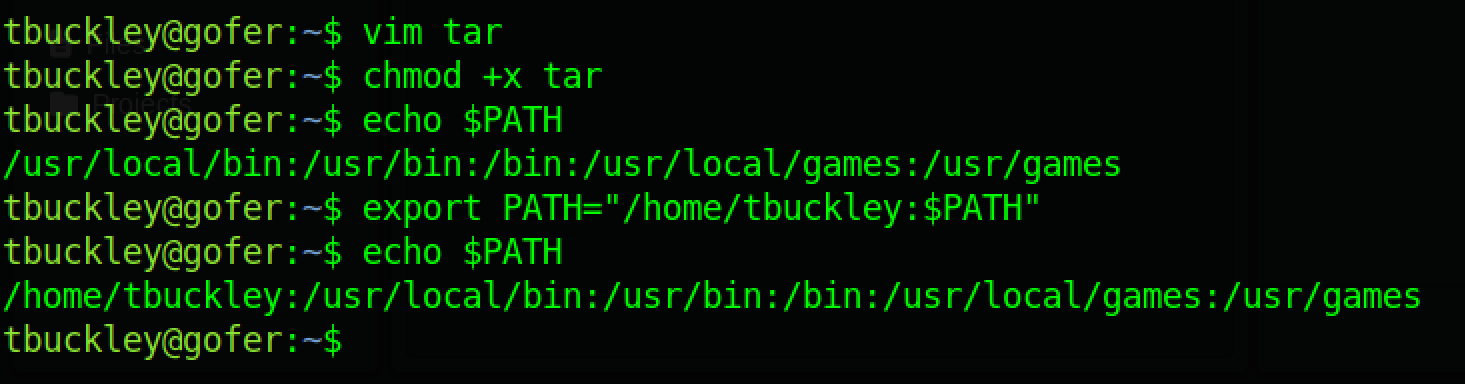 tbuckley@gofer:~$ vim tar
tbuckley@gofer:~$ chmod +x tar
tbuckley@gofer:~$ echo $PATH
/usr/local/bin:/usr/bin:/bin:/usr/local/games:/usr/games
tbuckley@gofer:~$ export PATH="/home/tbuckley:$PATH"
tbuckley@gofer:~$ echo $PATH
/home/tbuckley:/usr/local/bin:/usr/bin:/bin:/usr/local/games:/usr/games
tbuckley@gofer:~$